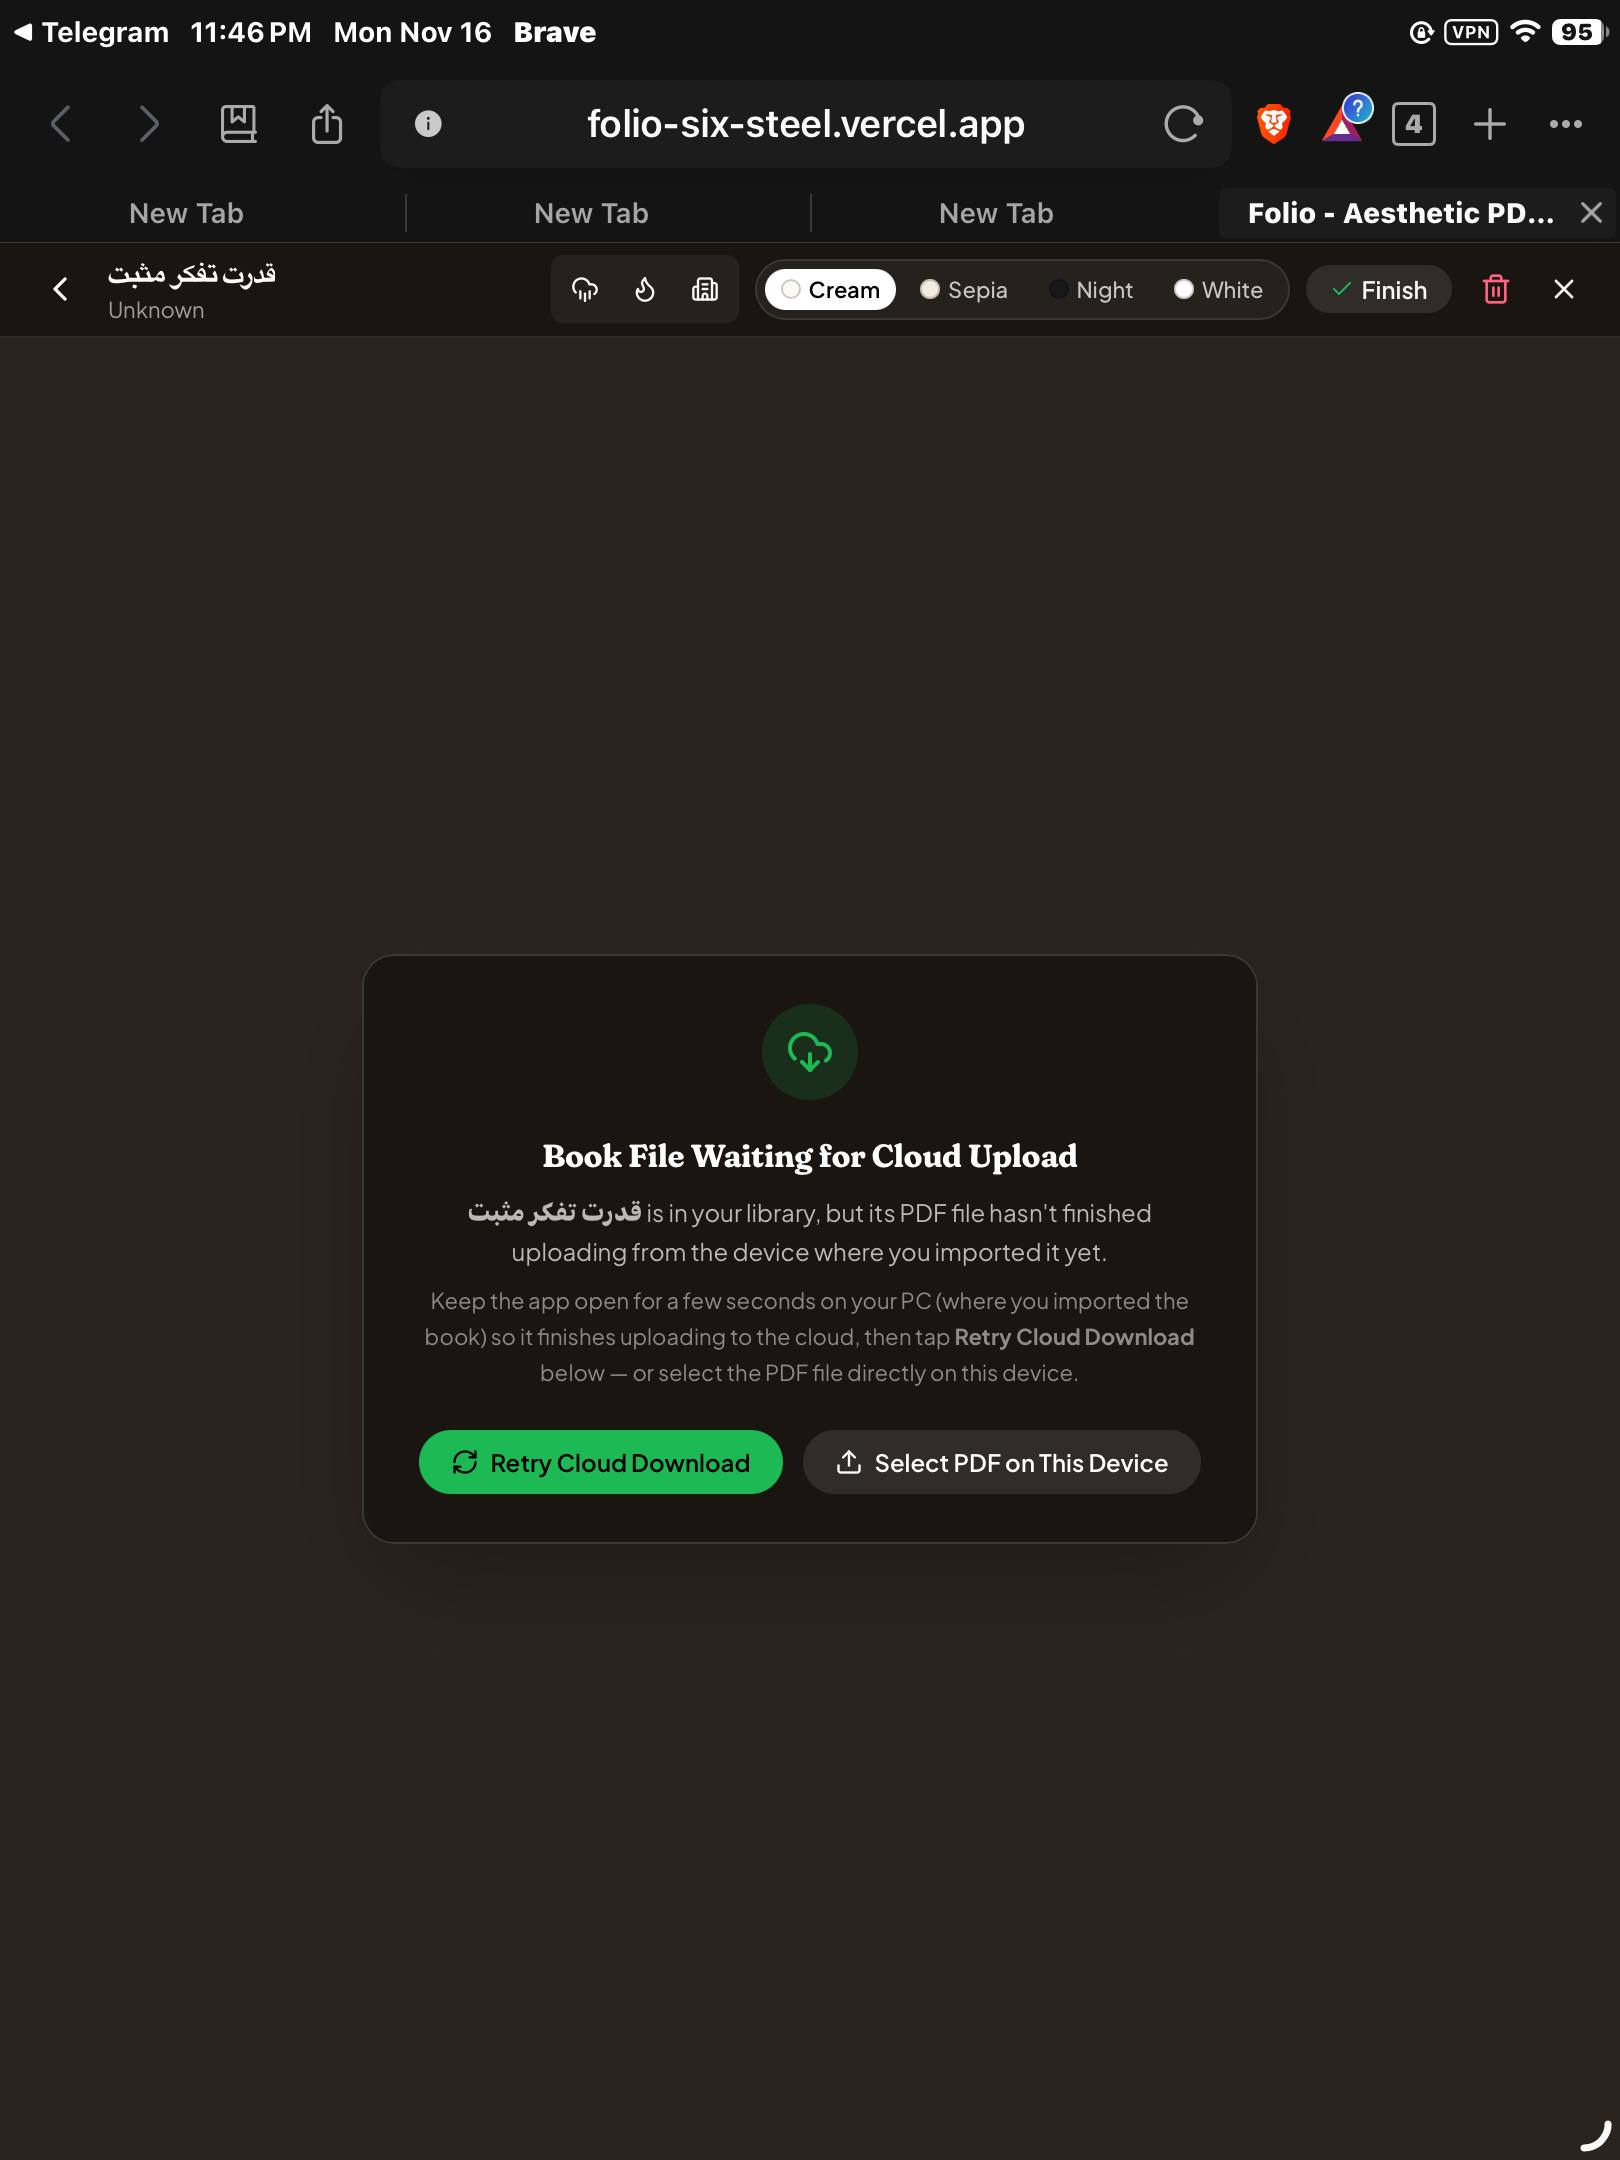 Telegram 11:46 PM Mon Nov 16 Brave VPN 95
folio-six-steel.vercel.app ? 4
New Tab New Tab New Tab Folio - Aesthetic PD...
قدرت تفکر مثبت
Unknown
Cream Sepia Night White Finish
Book File Waiting for Cloud Upload
قدرت تفکر مثبت is in your library, but its PDF file hasn't finished
uploading from the device where you imported it yet.
Keep the app open for a few seconds on your PC (where you imported the
book) so it finishes uploading to the cloud, then tap Retry Cloud Download
below — or select the PDF file directly on this device.
Retry Cloud Download Select PDF on This Device